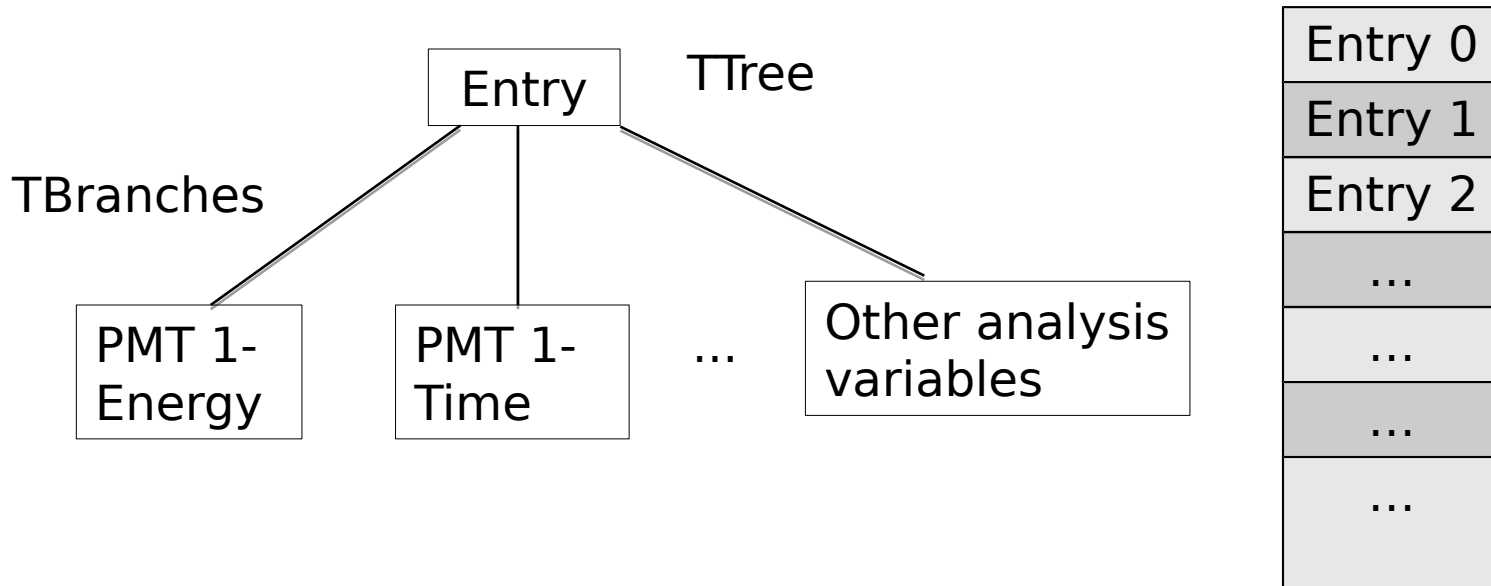 Entry
TTree
TBranches
PMT 1-
Energy
PMT 1-
Time
...
Other analysis
variables
Entry 0
Entry 1
Entry 2
...
...
...
...